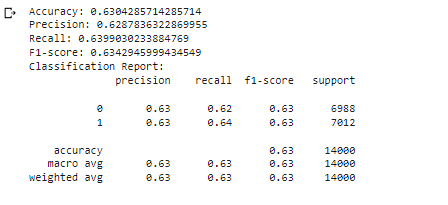 Accuracy: 0.6304285714285714
Precision: 0.6287836322869955
Recall: 0.6399030233884769
F1-score: 0.6342945999434549
Classification Report:
precision recall f1-score support
0 0.63 0.62 0.63 6988
1 0.63 0.64 0.63 7012
accuracy 0.63 14000
macro avg 0.63 0.63 0.63 14000
weighted avg 0.63 0.63 0.63 14000